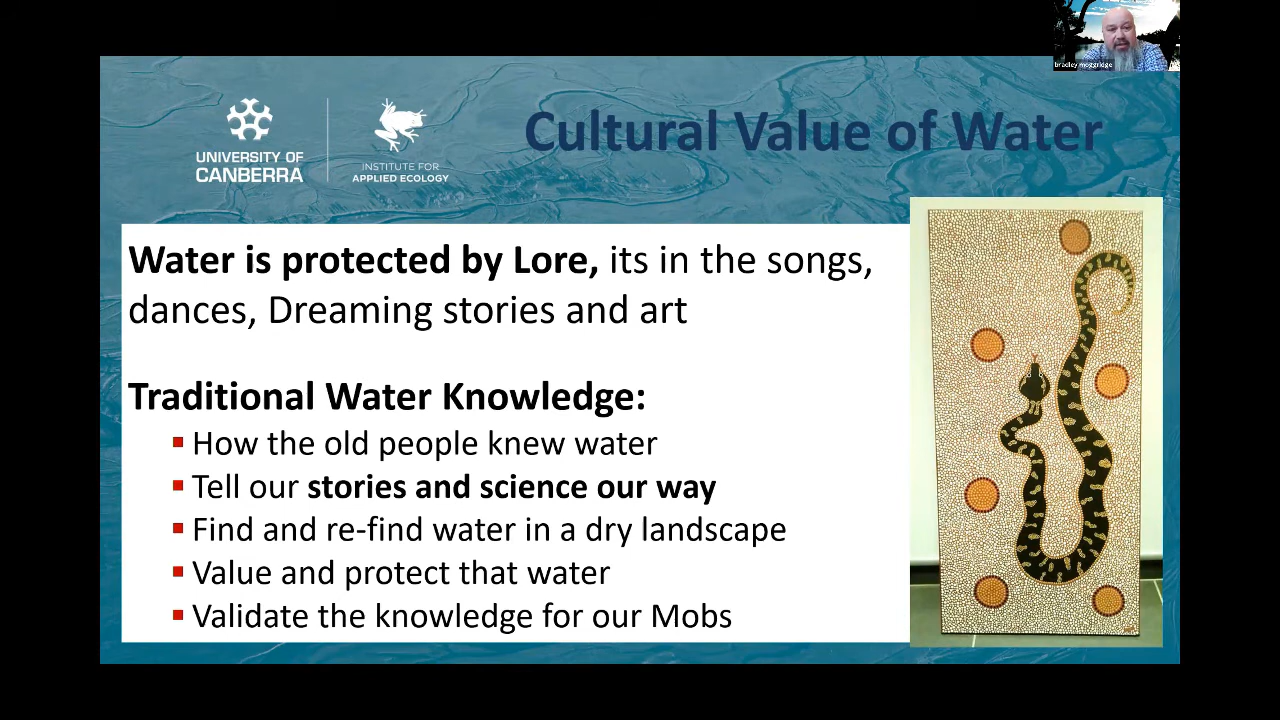 bradley moggridge
UNIVERSITY OF
CANBERRA
INSTITUTE FOR
APPLIED ECOLOGY
Cultural Value of Water
Water is protected by Lore, its in the songs,
dances, Dreaming stories and art
Traditional Water Knowledge:
How the old people knew water
Tell our stories and science our way
Find and re-find water in a dry landscape
Value and protect that water
Validate the knowledge for our Mobs